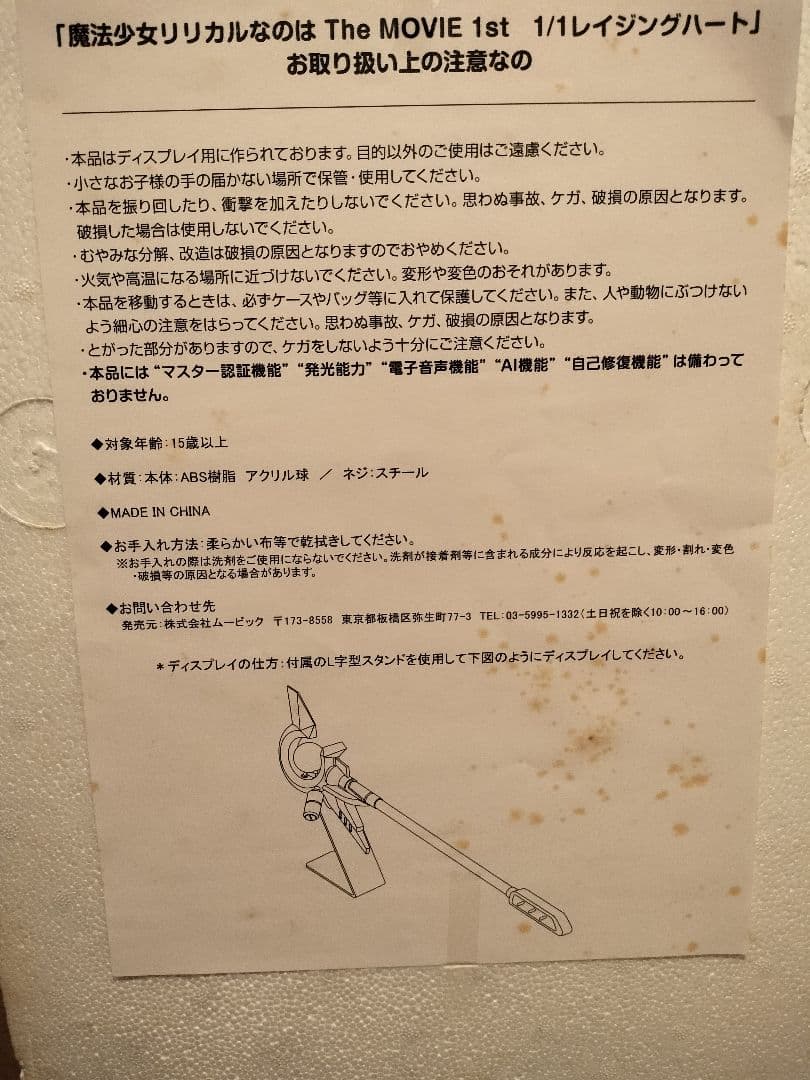 「魔法少女リリカルなのは The MOVIE 1st　1/1レイジングハート」
お取り扱い上の注意なの
・本品はディスプレイ用に作られております。目的以外のご使用はご遠慮ください。
・小さなお子様の手の届かない場所で保管・使用してください。
・本品を振り回したり、衝撃を加えたりしないでください。思わぬ事故、ケガ、破損の原因となります。
破損した場合は使用しないでください。
・むやみな分解、改造は破損の原因となりますのでおやめください。
・火気や高温になる場所に近づけないでください。変形や変色のおそれがあります。
・本品を移動するときは、必ずケースやバッグ等に入れて保護してください。また、人や動物にぶつけない
よう細心の注意をはらってください。思わぬ事故、ケガ、破損の原因となります。
・とがった部分がありますので、ケガをしないよう十分にご注意ください。
・本品には“マスター認証機能”“発光能力”“電子音声機能”“AI機能”“自己修復機能”は備わって
おりません。
◆対象年齢：15歳以上
◆材質：本体：ABS樹脂　アクリル球　／　ネジ：スチール
◆MADE IN CHINA
◆お手入れ方法：柔らかい布等で乾拭きしてください。
※お手入れの際は洗剤をご使用にならないでください。洗剤が接着剤等に含まれる成分により反応を起こし、変形・割れ・変色
・破損等の原因となる場合があります。
◆お問い合わせ先
発売元：株式会社ムービック　〒173-8558　東京都板橋区弥生町77-3　TEL：03-5995-1332（土日祝を除く10：00～16：00）
＊ディスプレイの仕方：付属のL字型スタンドを使用して下図のようにディスプレイしてください。